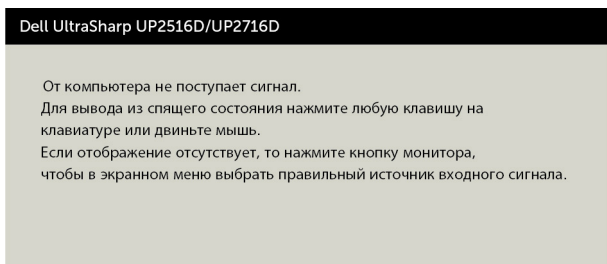 Dell UltraSharp UP2516D/UP2716D
От компьютера не поступает сигнал.
Для вывода из спящего состояния нажмите любую клавишу на
клавиатуре или двиньте мышь.
Если отображение отсутствует, то нажмите кнопку монитора,
чтобы в экранном меню выбрать правильный источник входного сигнала.